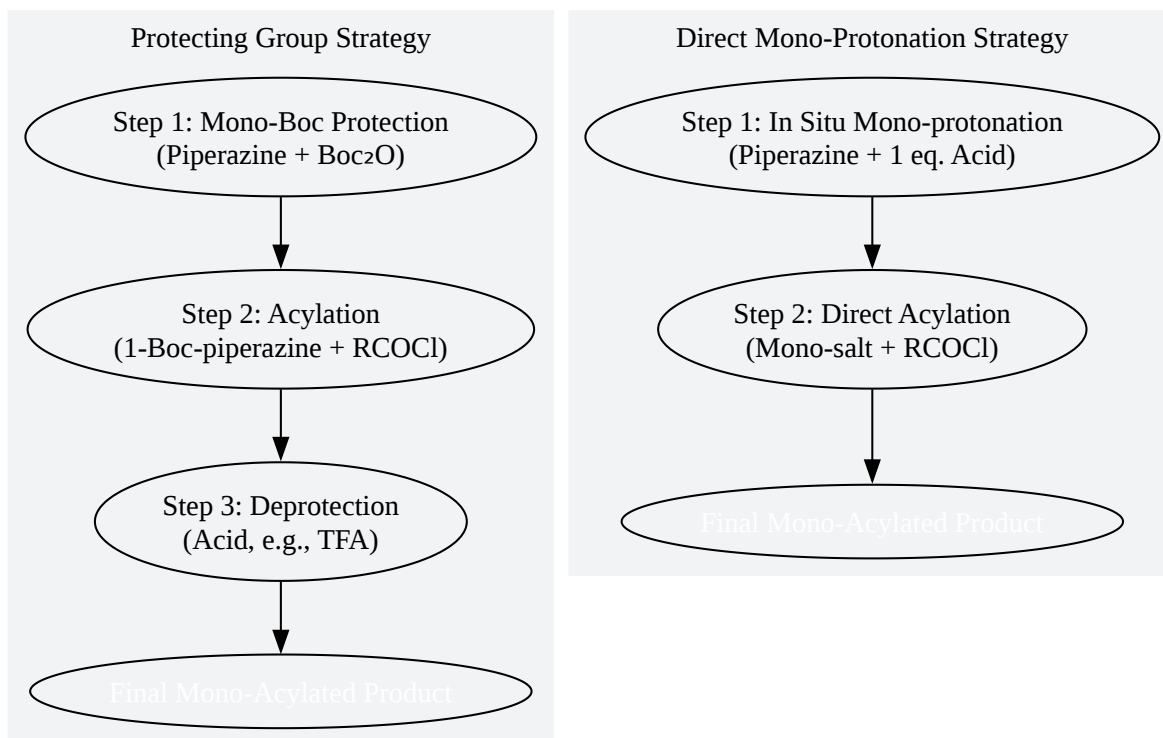 Protecting Group Strategy
Step 1: Mono-Boc Protection
(Piperazine + Boc₂O)
Step 2: Acylation
(1-Boc-piperazine + RCOCl)
Step 3: Deprotection
(Acid, e.g., TFA)
Final Mono-Acylated Product
Direct Mono-Protonation Strategy
Step 1: In Situ Mono-protonation
(Piperazine + 1 eq. Acid)
Step 2: Direct Acylation
(Mono-salt + RCOCl)
Final Mono-Acylated Product